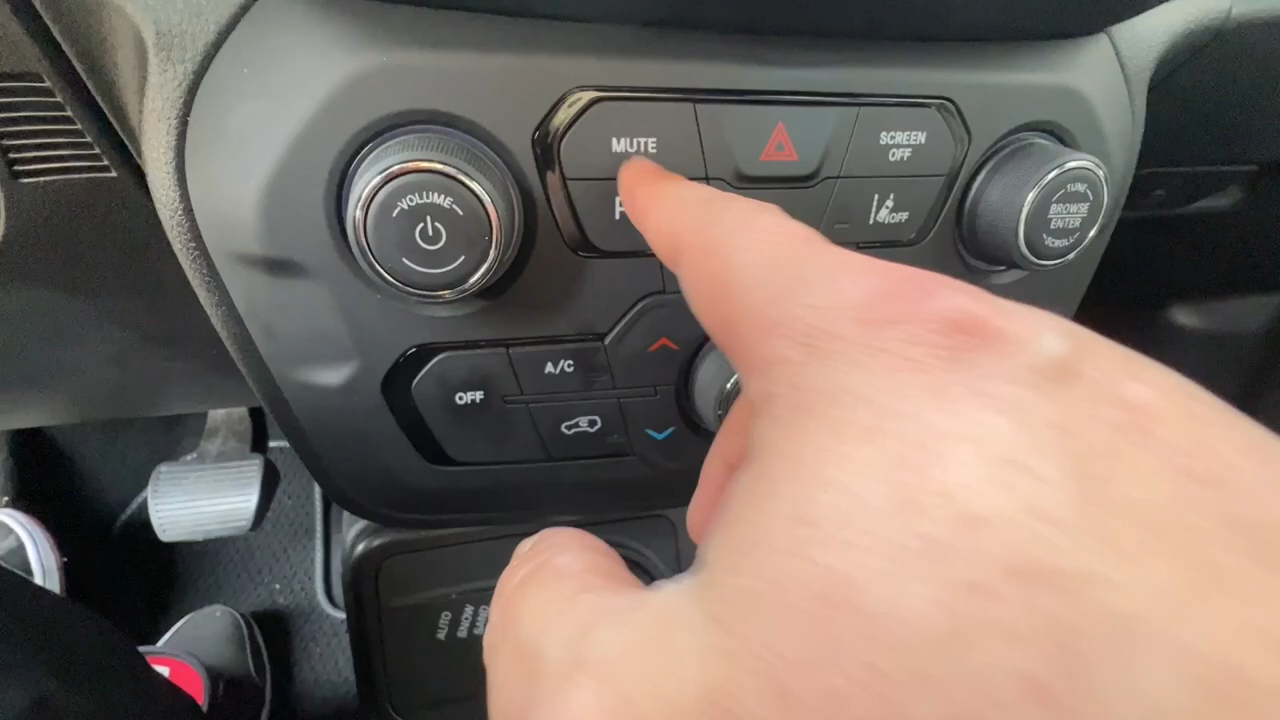 MUTE
SCREEN
OFF
VOLUME
OFF
TUNE
BROWSE
ENTER
SCROLL
A/C
OFF
AUTO
SNOW
SAND